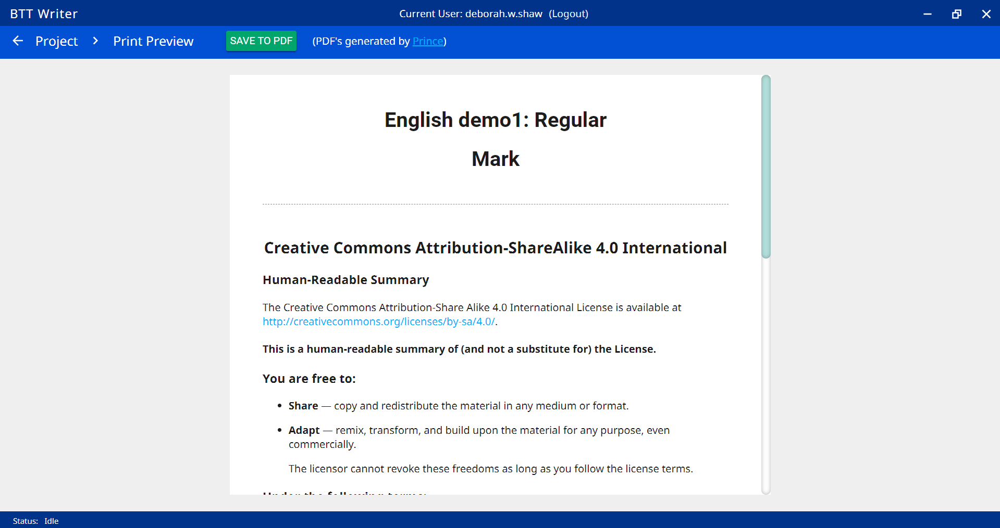 BTT Writer
Current User: deborah.w.shaw (Logout)
Project
Print Preview
SAVE TO PDF
(PDF's generated by Prince)
English demo1: Regular
Mark
Creative Commons Attribution-ShareAlike 4.0 International
Human-Readable Summary
The Creative Commons Attribution-Share Alike 4.0 International License is available at
http://creativecommons.org/licenses/by-sa/4.0/.
This is a human-readable summary of (and not a substitute for) the License.
You are free to:
Share — copy and redistribute the material in any medium or format.
Adapt — remix, transform, and build upon the material for any purpose, even
commercially.
The licensor cannot revoke these freedoms as long as you follow the license terms.
Under the following terms:
Status: Idle